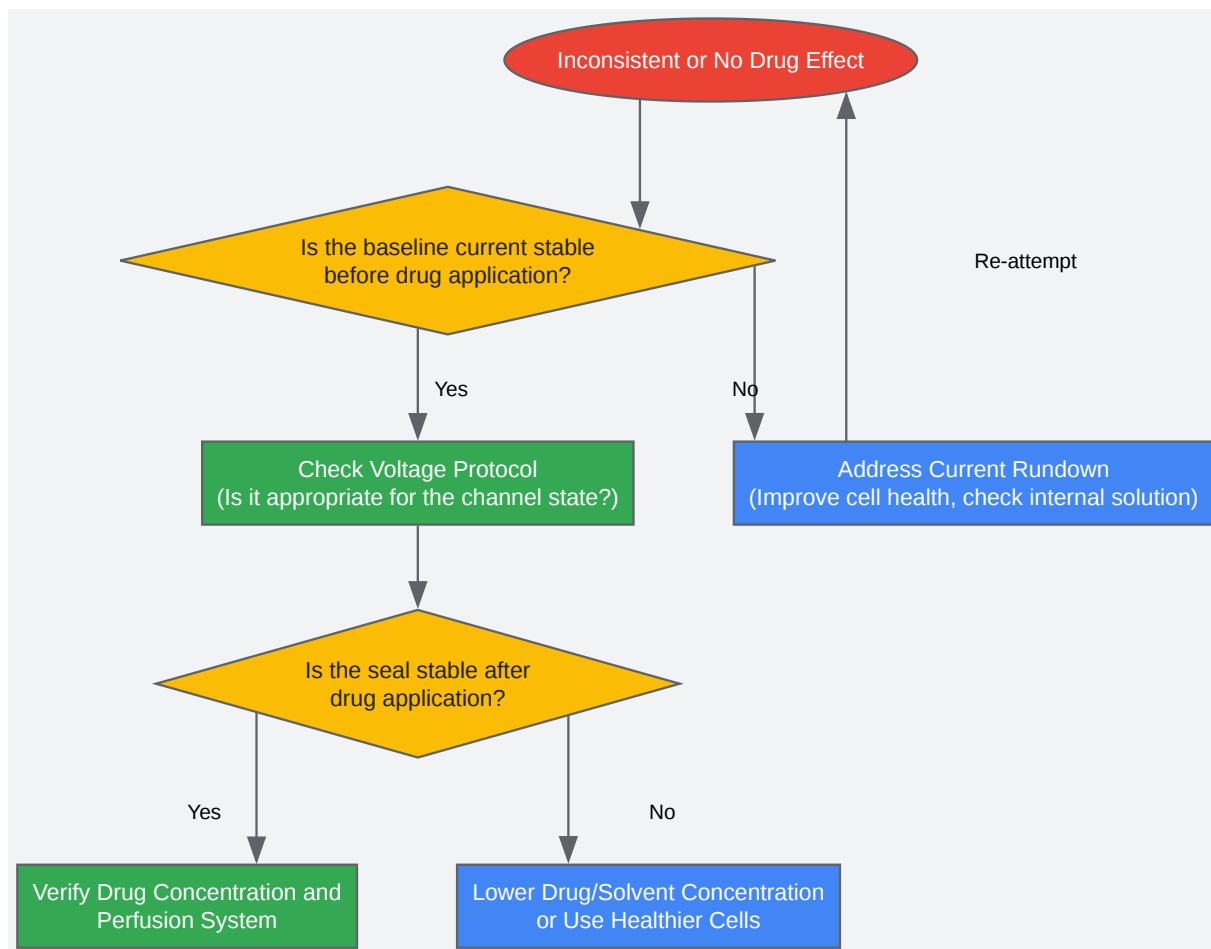 Inconsistent or No Drug Effect
Is the baseline current stable
before drug application?
Re-attempt
Yes
No
Check Voltage Protocol
(Is it appropriate for the channel state?)
Address Current Rundown
(Improve cell health, check internal solution)
Is the seal stable after
drug application?
Yes
No
Verify Drug Concentration and
Perfusion System
Lower Drug/Solvent Concentration
or Use Healthier Cells